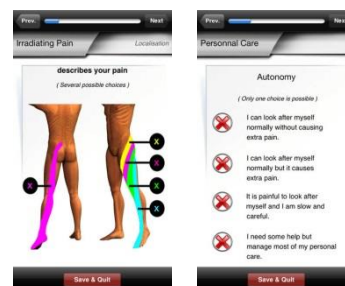 Prev.
Next
Irradiating Pain
Localisation
describes your pain
( Several possible choices )
X
X
X
X
X
Save & Quit
Prev.
Nex
Personnal Care
Autonomy
( Only one choice is possible )
I can look after myself
normally without causing
extra pain.
I can look after myself
normally but it causes
extra pain.
It is painful to look after
myself and I am slow and
careful.
I need some help but
manage most of my personal
care.
Save & Quit